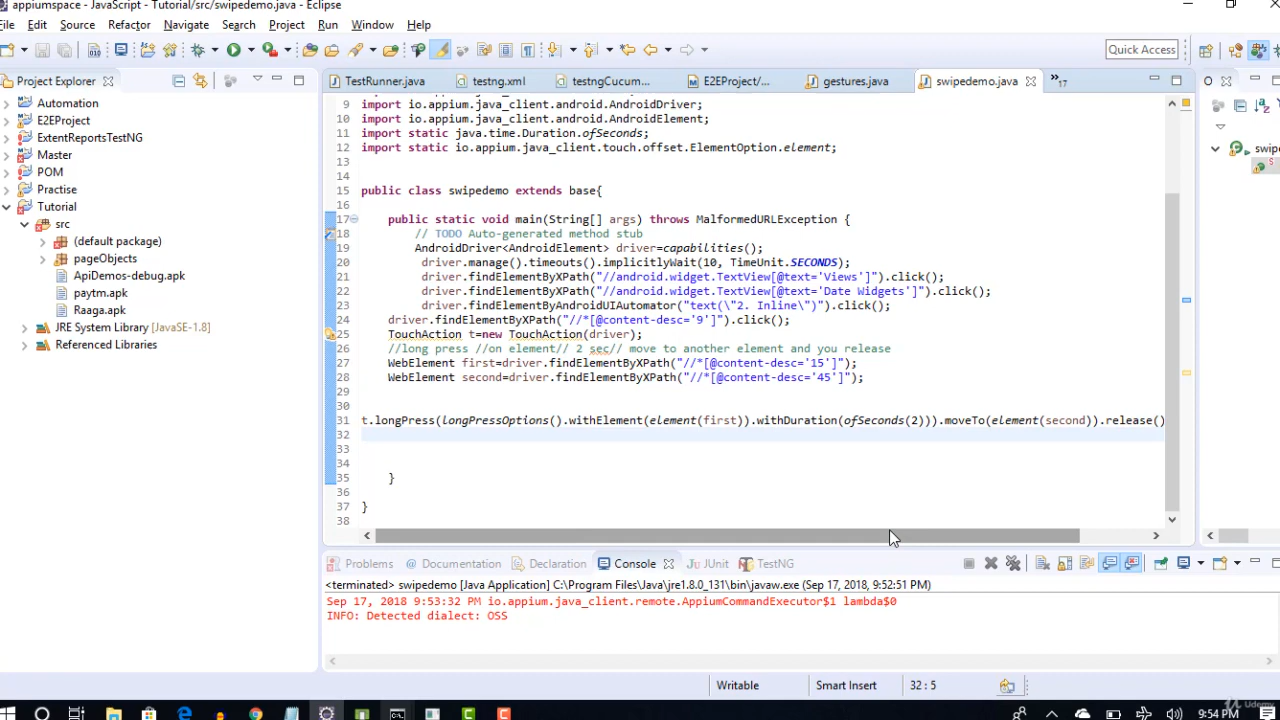 appiumspace - JavaScript - Tutorial/src/swipedemo.java - Eclipse
File Edit Source Refactor Navigate Search Project Run Window Help
Quick Access
Project Explorer
TestRunner.java testng.xml testngCucum... E2EProject/... gestures.java swipedemo.java 17
Automation
E2EProject
ExtentReportsTestNG
Master
POM
Practise
Tutorial
src
(default package)
pageObjects
ApiDemos-debug.apk
paytm.apk
Raaga.apk
JRE System Library [JavaSE-1.8]
Referenced Libraries
9 import io.appium.java_client.android.AndroidDriver;
10 import io.appium.java_client.android.AndroidElement;
11 import static java.time.Duration.ofSeconds;
12 import static io.appium.java_client.touch.offset.ElementOption.element;
13
14
15 public class swipedemo extends base{
16
17 public static void main(String[] args) throws MalformedURLException {
18 // TODO Auto-generated method stub
19 AndroidDriver<AndroidElement> driver=capabilities();
20 driver.manage().timeouts().implicitlyWait(10, TimeUnit.SECONDS);
21 driver.findElementByXPath("//android.widget.TextView[@text='Views']").click();
22 driver.findElementByXPath("//android.widget.TextView[@text='Date Widgets']").click();
23 driver.findElementByAndroidUIAutomator("text(\"2. Inline\")").click();
24 driver.findElementByXPath("//*[@content-desc='9']").click();
25 TouchAction t=new TouchAction(driver);
26 //long press //on element// 2 sec// move to another element and you release
27 WebElement first=driver.findElementByXPath("//*[@content-desc='15']");
28 WebElement second=driver.findElementByXPath("//*[@content-desc='45']");
29
30
31 t.longPress(longPressOptions().withElement(element(first)).withDuration(ofSeconds(2))).moveTo(element(second)).release()
32
33
34
35 }
36
37 }
38
swip
S
Problems Documentation Declaration Console JUnit TestNG
<terminated> swipedemo [Java Application] C:\Program Files\Java\jre1.8.0_131\bin\javaw.exe (Sep 17, 2018, 9:52:51 PM)
Sep 17, 2018 9:53:32 PM io.appium.java_client.remote.AppiumCommandExecutor$1 lambda$0
INFO: Detected dialect: OSS
Writable Smart Insert 32 : 5
Udemy
9:54 PM